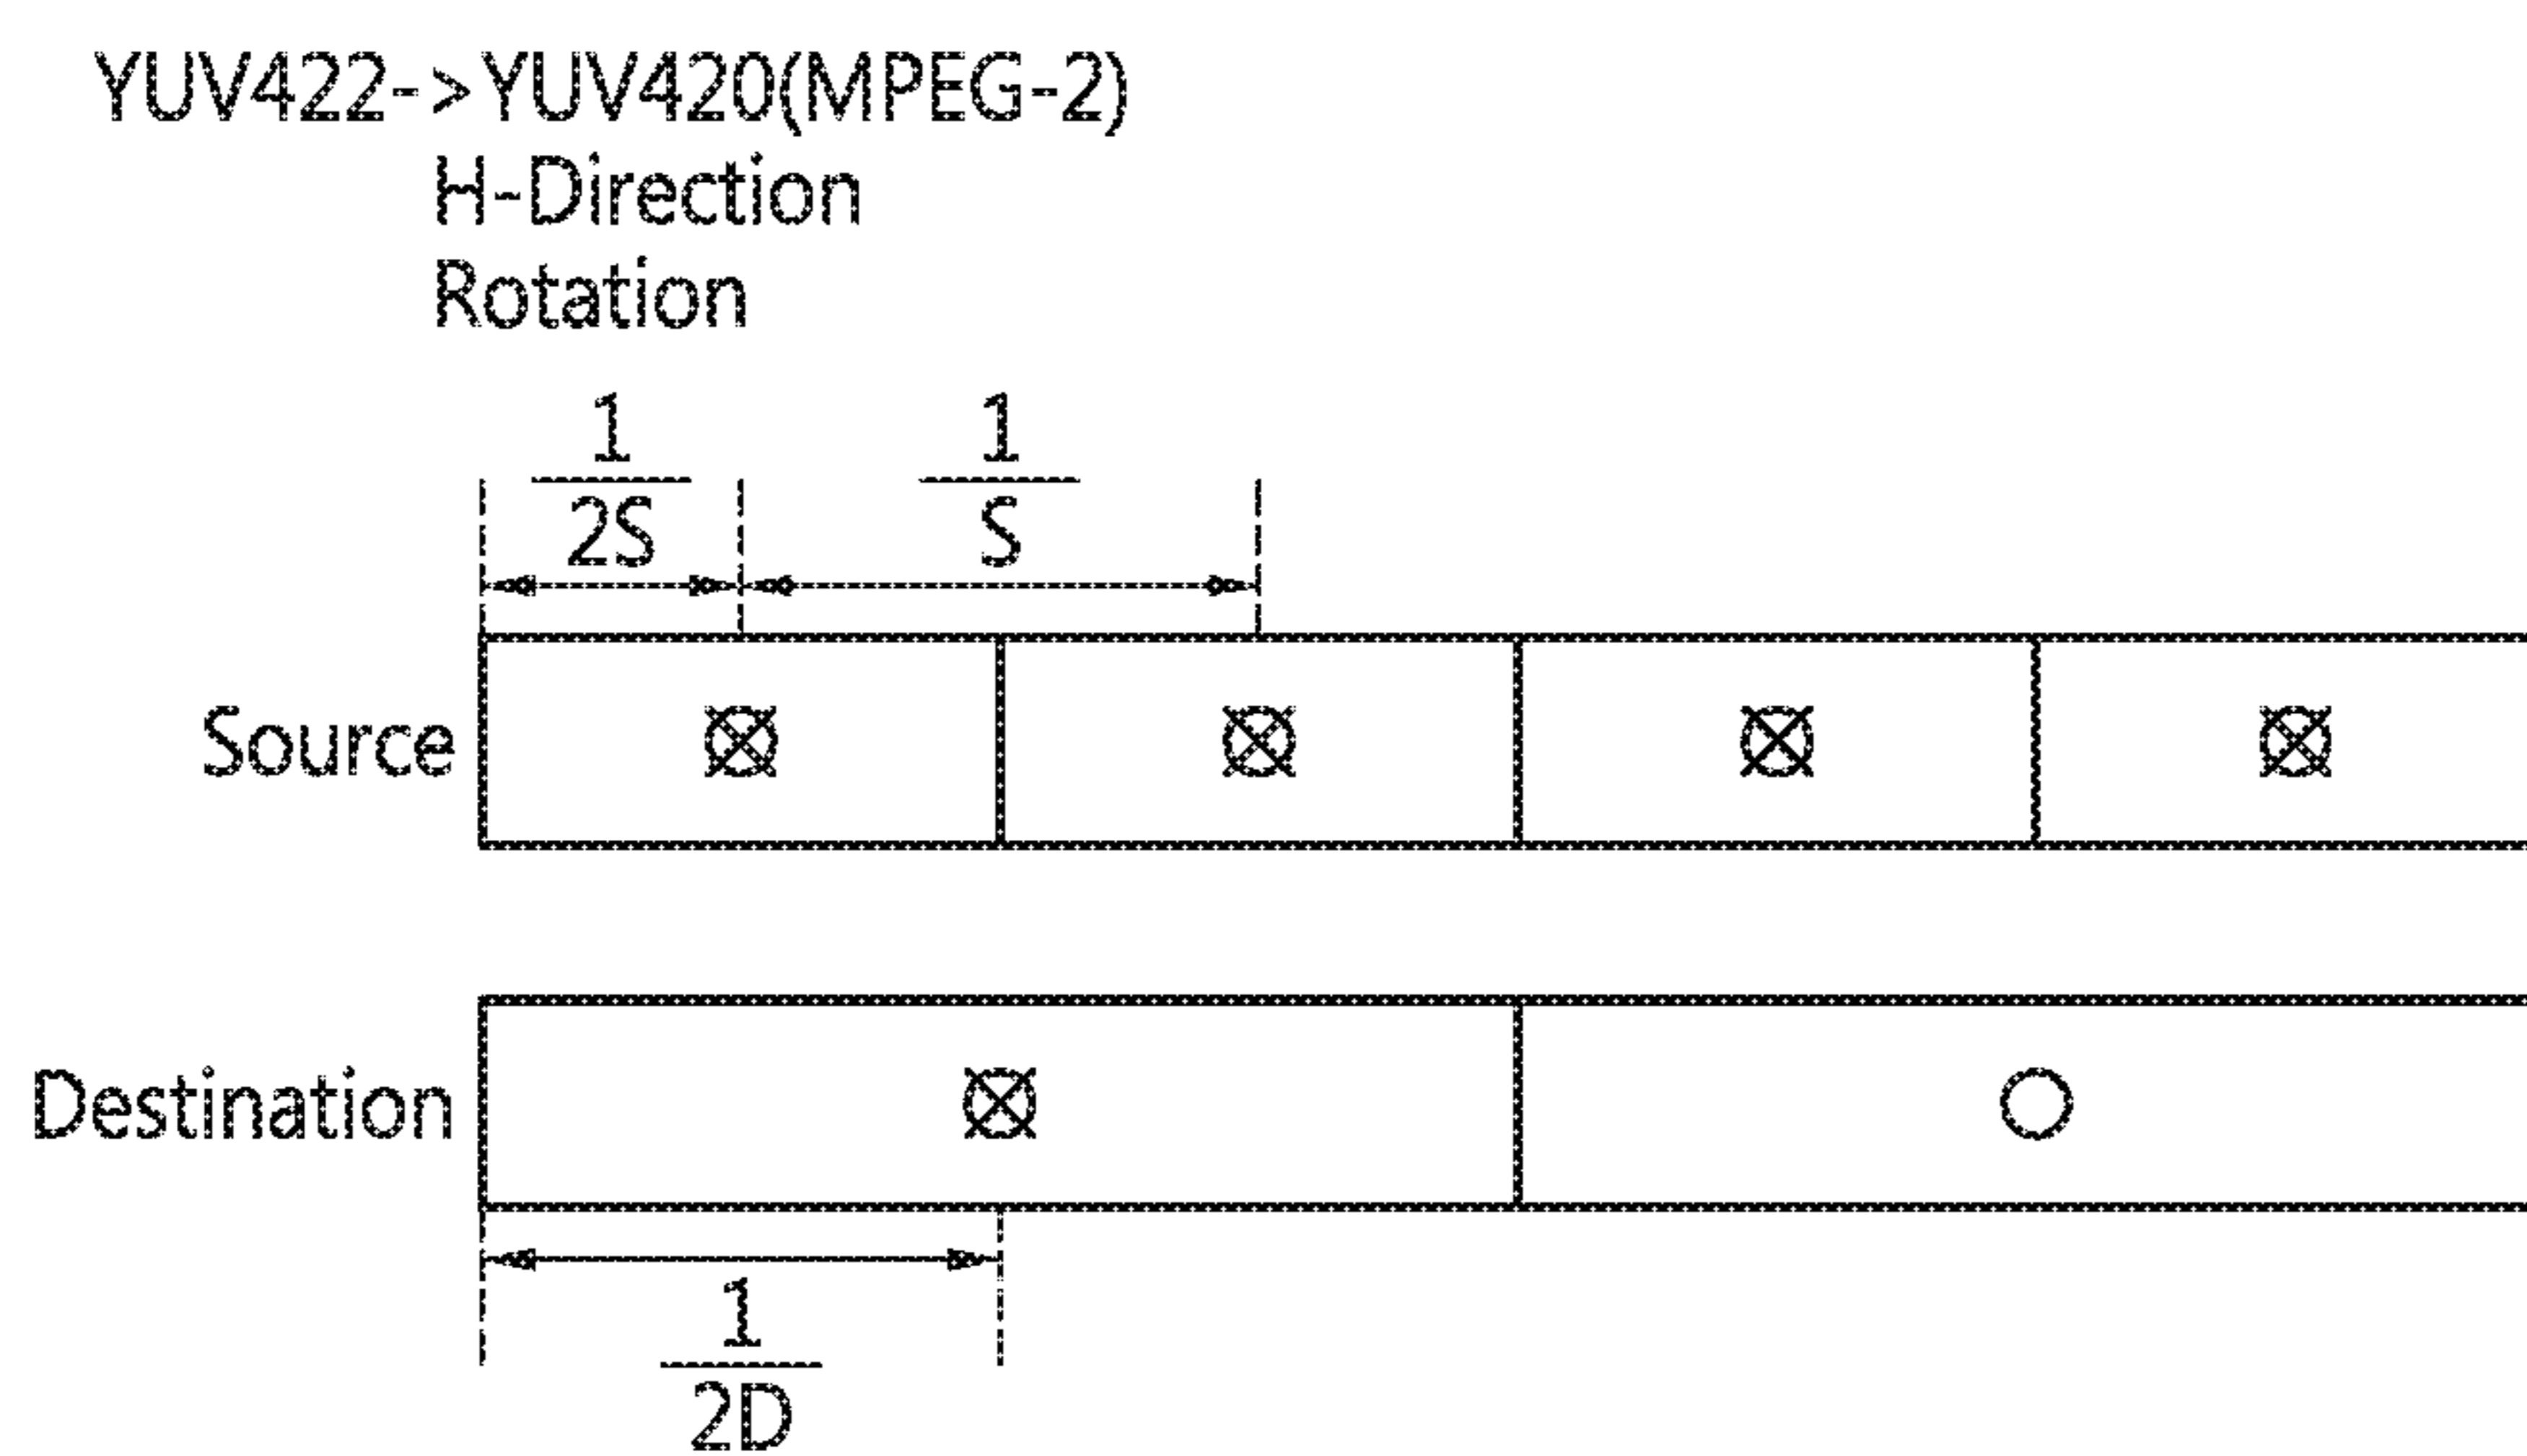 YUV422->YUV420(MPEG-2)
H-Direction
Rotation
1 1
2S S
Source
Destination
1
2D